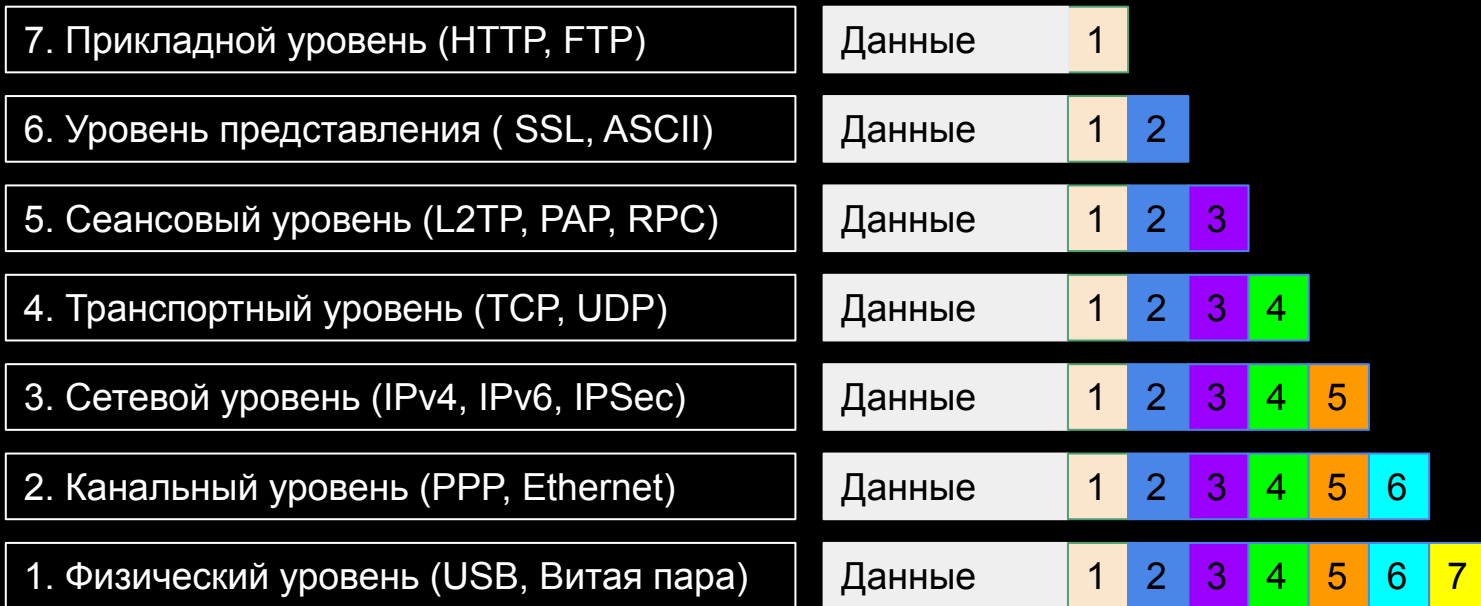 7. Прикладной уровень (HTTP, FTP) Данные 1
6. Уровень представления ( SSL, ASCII) Данные 1 2
5. Сеансовый уровень (L2TP, PAP, RPC) Данные 1 2 3
4. Транспортный уровень (TCP, UDP) Данные 1 2 3 4
3. Сетевой уровень (IPv4, IPv6, IPSec) Данные 1 2 3 4 5
2. Канальный уровень (PPP, Ethernet) Данные 1 2 3 4 5 6
1. Физический уровень (USB, Витая пара) Данные 1 2 3 4 5 6 7